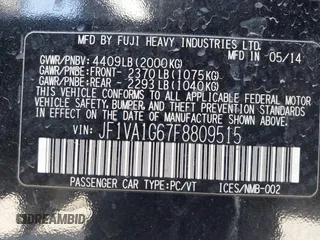 MFD BY FUJI HEAVY INDUSTRIES LTD. IN 05/14
GVWR/PNBV: 4409LB(2000KG)
GAWR/PNBE: FRONT- 2370LB(1075KG)
GAWR/PNBE: REAR- 2293LB(1040KG)
THIS VEHICLE CONFORMS TO ALL APPLICABLE
FEDERAL MOTOR VEHICLE SAFETY,
BUMPER, AND THEFT PREVENTION STANDARDS
IN EFFECT ON THE DATE OF
MANUFACTURE SHOWN ABOVE.
VIN: JF1VA1G67F8809515
PASSENGER CAR TYPE:PC/VT ICES/NMB-002
DREAMBID